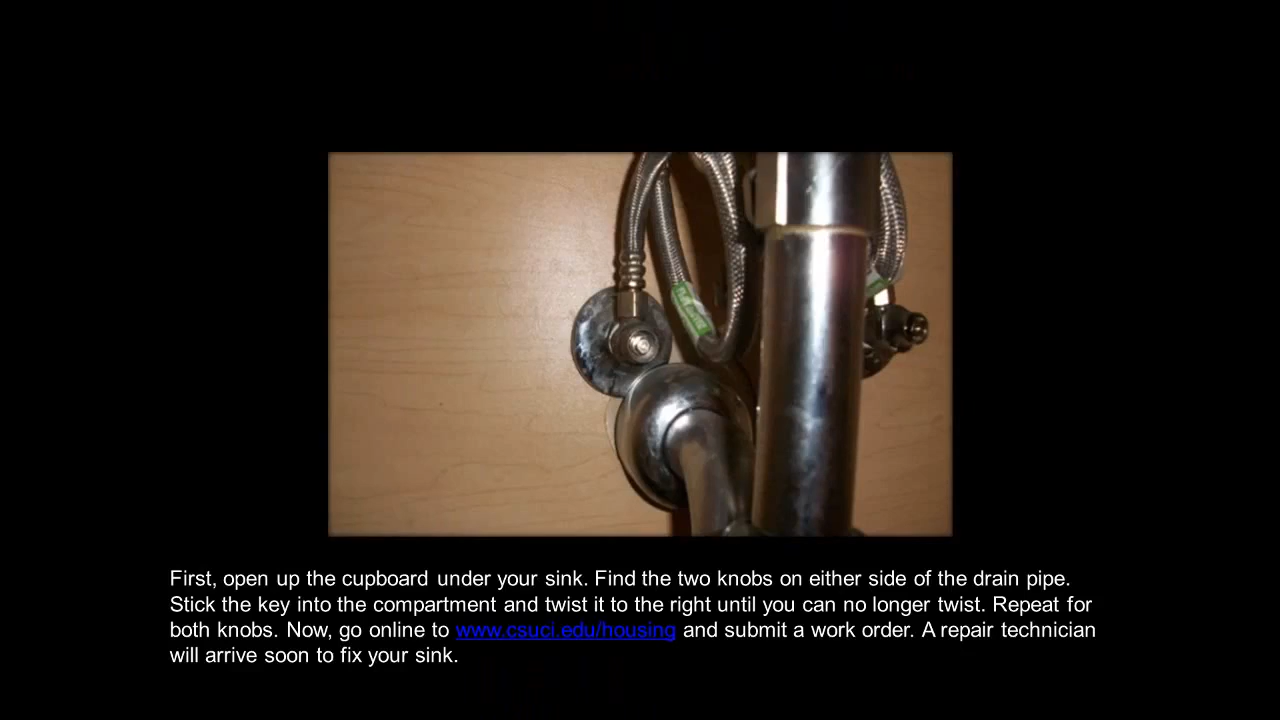 First, open up the cupboard under your sink. Find the two knobs on either side of the drain pipe.
Stick the key into the compartment and twist it to the right until you can no longer twist. Repeat for
both knobs. Now, go online to www.csuci.edu/housing and submit a work order. A repair technician
will arrive soon to fix your sink.